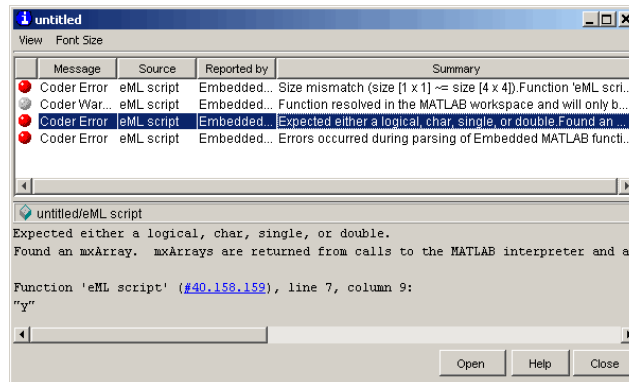 untitled
View Font Size
Message Source Reported by Summary
Coder Error eML script Embedded... Size mismatch (size [1 x 1] ~= size [4 x 4]).Function 'eML scri...
Coder War... eML script Embedded... Function resolved in the MATLAB workspace and will only b...
Coder Error eML script Embedded... Expected either a logical, char, single, or double.Found an ...
Coder Error eML script Embedded... Errors occurred during parsing of Embedded MATLAB functi...
untitled/eML script
Expected either a logical, char, single, or double.
Found an mxArray. mxArrays are returned from calls to the MATLAB interpreter and a
Function 'eML script' (#40.158.159), line 7, column 9:
"y"
Open Help Close